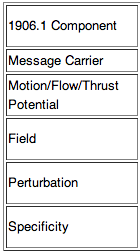 1906.1 Component
Message Carrier
Motion/Flow/Thrust
Potential
Field
Perturbation
Specificity